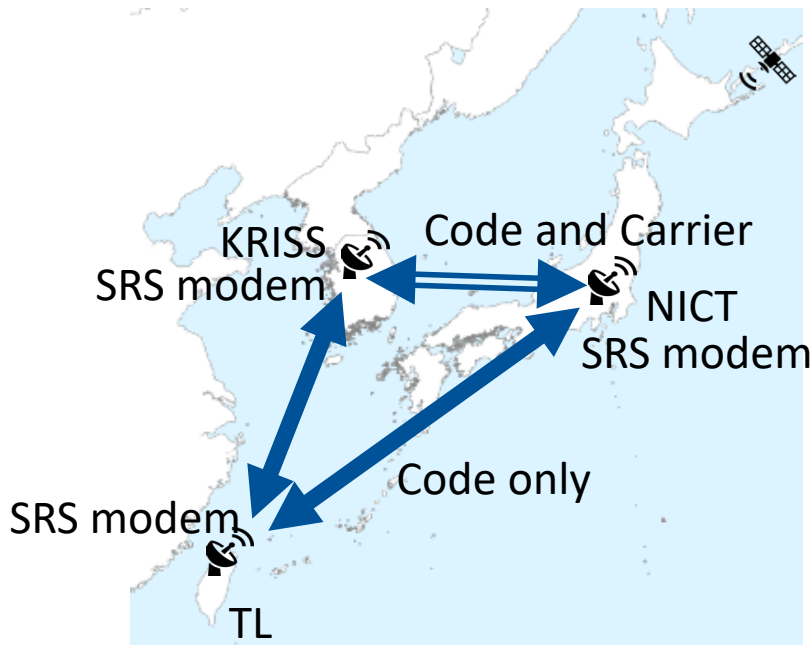 KRISS
SRS modem
Code and Carrier
NICT
SRS modem
Code only
SRS modem
TL